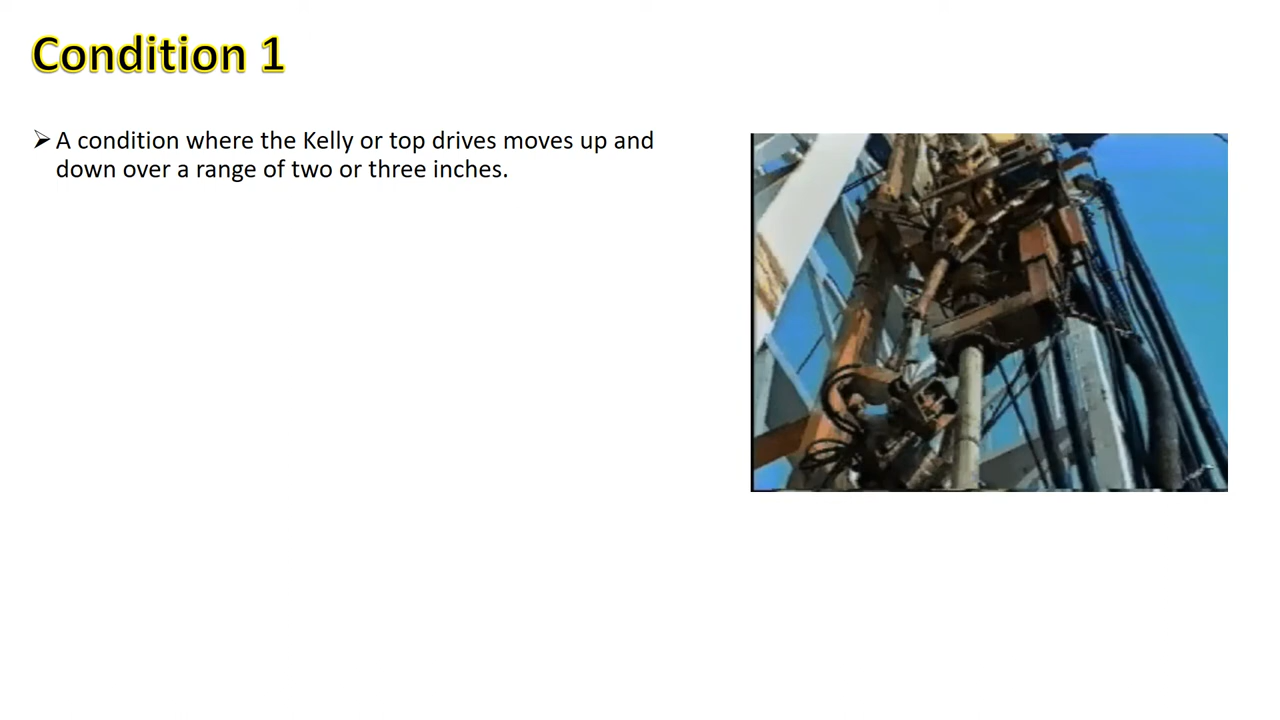 Condition 1
➢ A condition where the Kelly or top drives moves up and
down over a range of two or three inches.